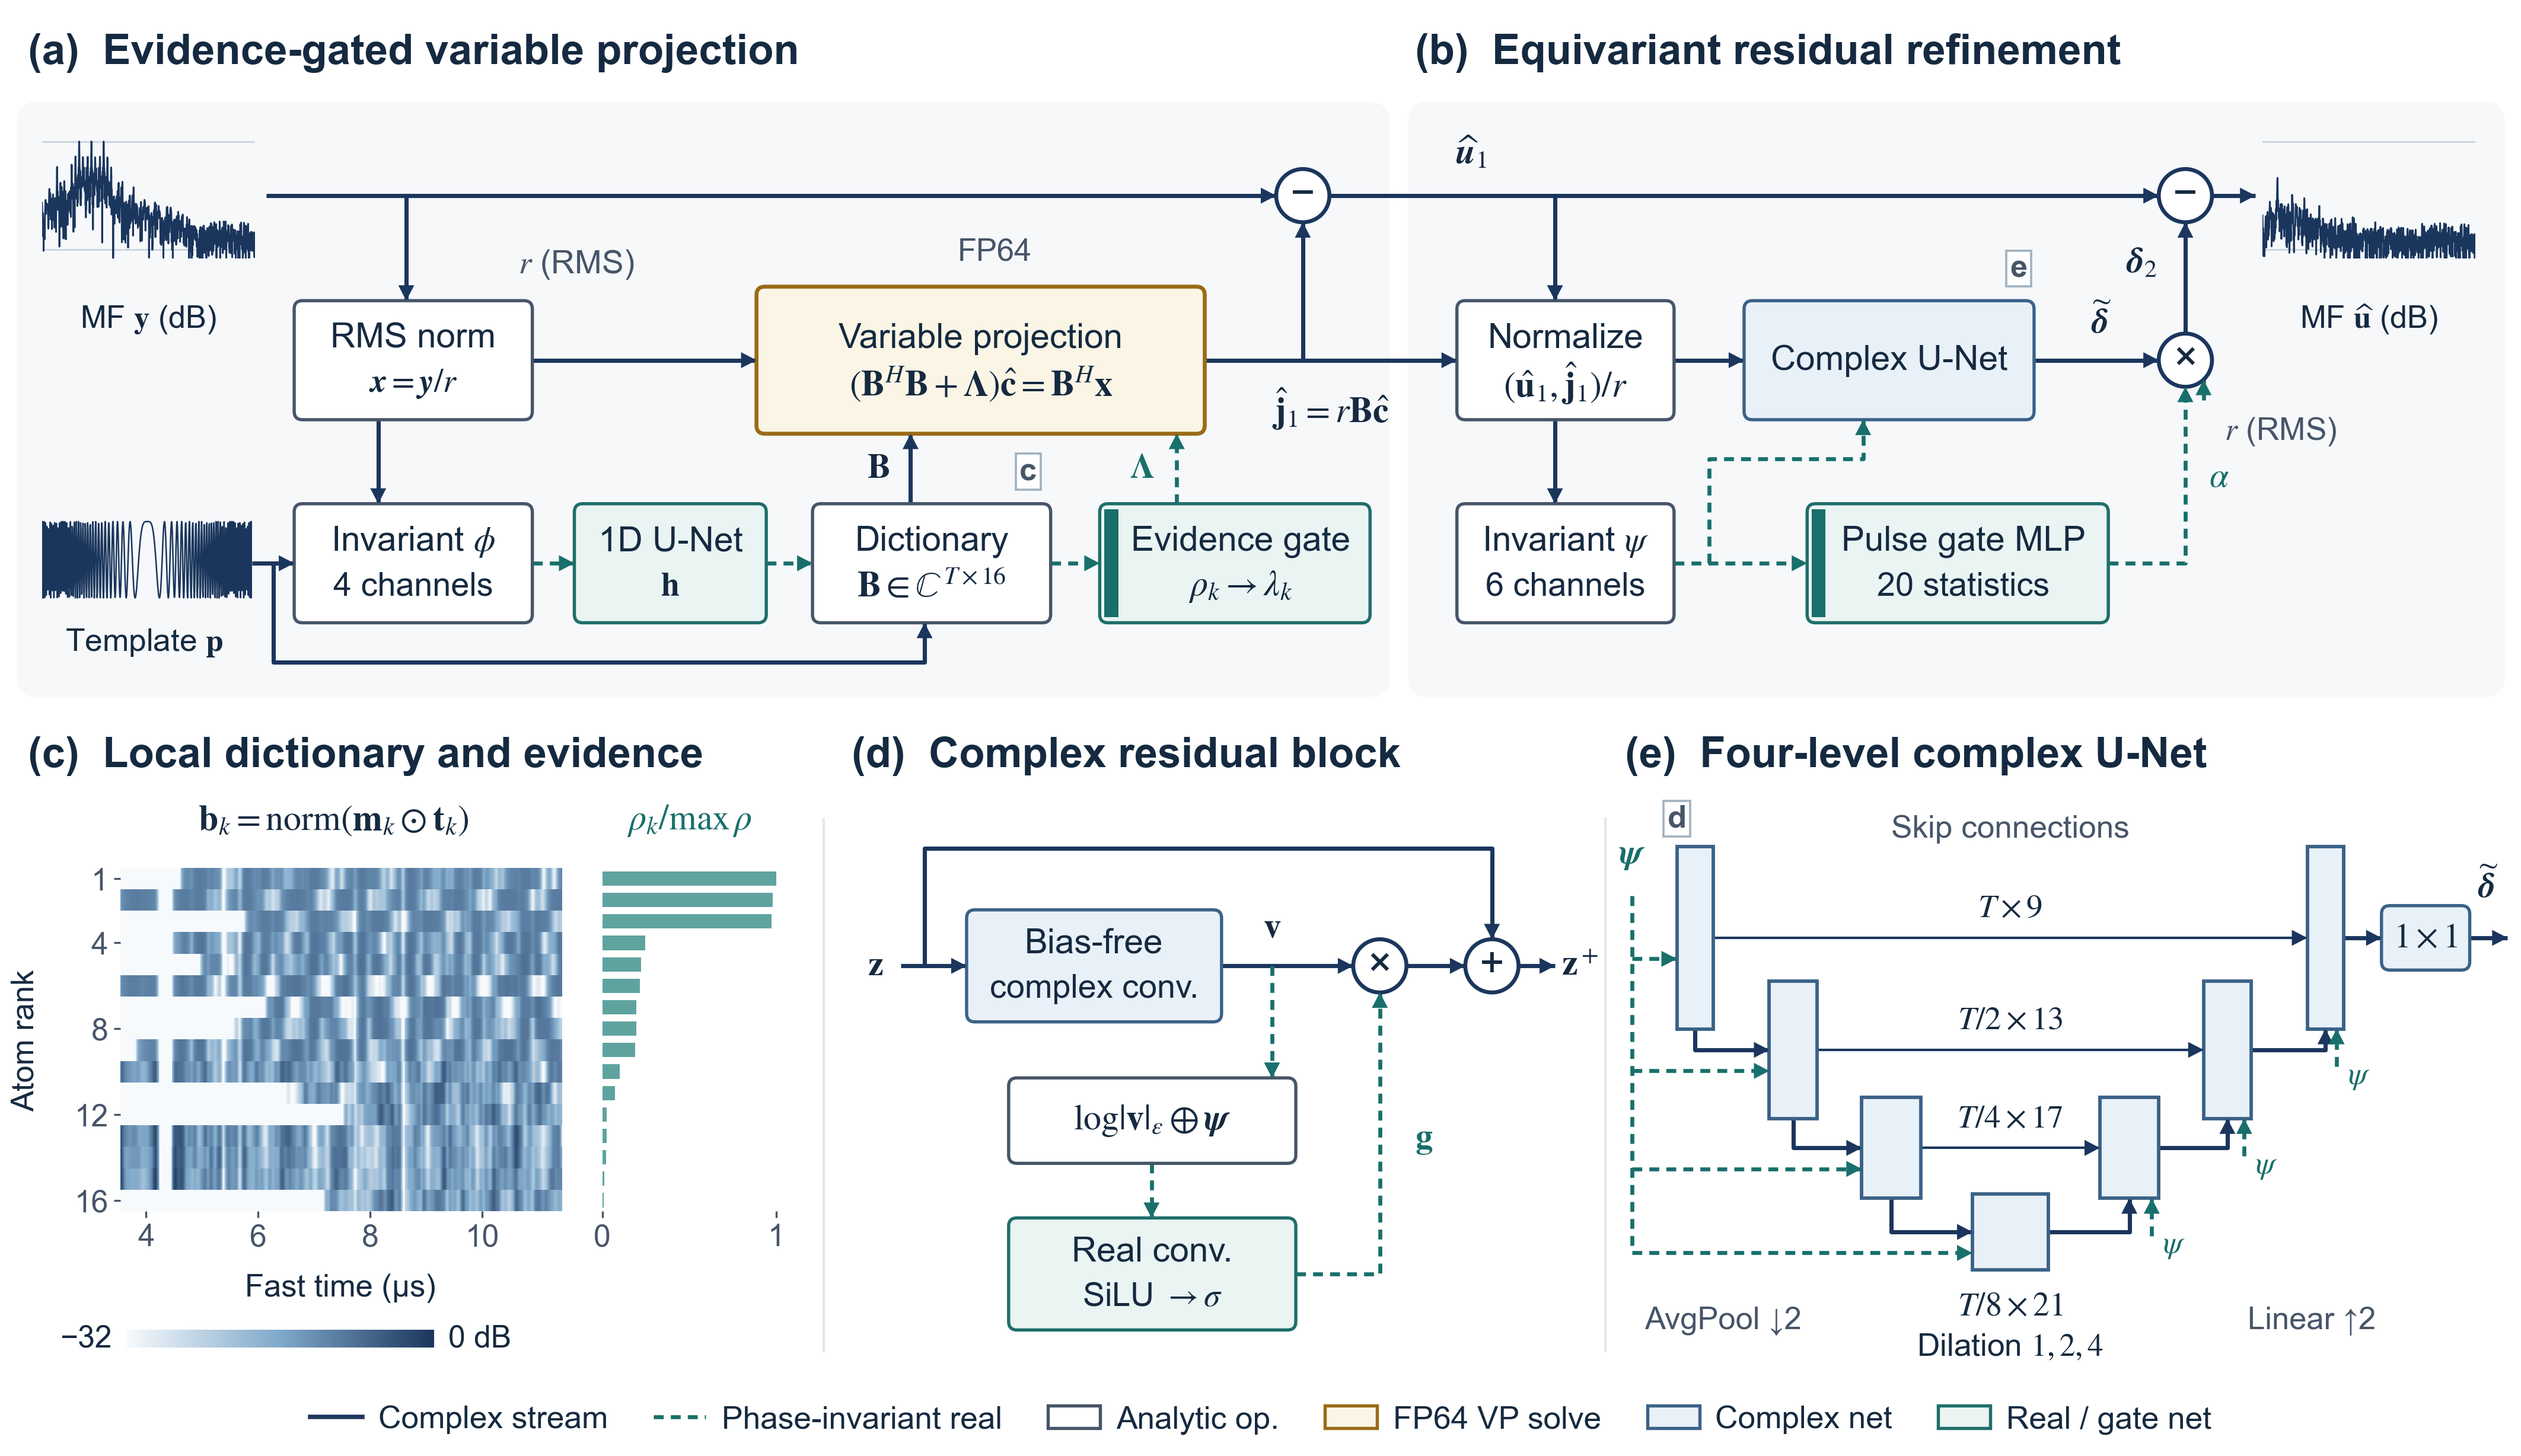 (a) Evidence-gated variable projection
MF y (dB)
r (RMS)
FP64
−
RMS norm
x = y/r
Variable projection
(BᴴB + Λ)ĉ = Bᴴx
ĵ₁ = rBĉ
B
c
Λ
Invariant ϕ
4 channels
1D U-Net
h
Dictionary
B ∈ ℂ^{T×16}
Evidence gate
ρₖ → λₖ
Template p
(b) Equivariant residual refinement
û₁
−
MF û (dB)
e
δ₂
δ̃
Normalize
(û₁, ĵ₁)/r
Complex U-Net
×
r (RMS)
α
Invariant ψ
6 channels
Pulse gate MLP
20 statistics
(c) Local dictionary and evidence
bₖ = norm(mₖ ⊙ tₖ)
ρₖ/max ρ
Atom rank
1
4
8
12
16
4 6 8 10
0 1
Fast time (μs)
−32 0 dB
(d) Complex residual block
z
Bias-free
complex conv.
v
×
+
z⁺
log|v|_ε ⊕ ψ
g
Real conv.
SiLU → σ
(e) Four-level complex U-Net
d
Skip connections
ψ
δ̃
T × 9
1 × 1
T/2 × 13
ψ
T/4 × 17
ψ
ψ
T/8 × 21
AvgPool ↓2
Linear ↑2
Dilation 1, 2, 4
Complex stream
Phase-invariant real
Analytic op.
FP64 VP solve
Complex net
Real / gate net